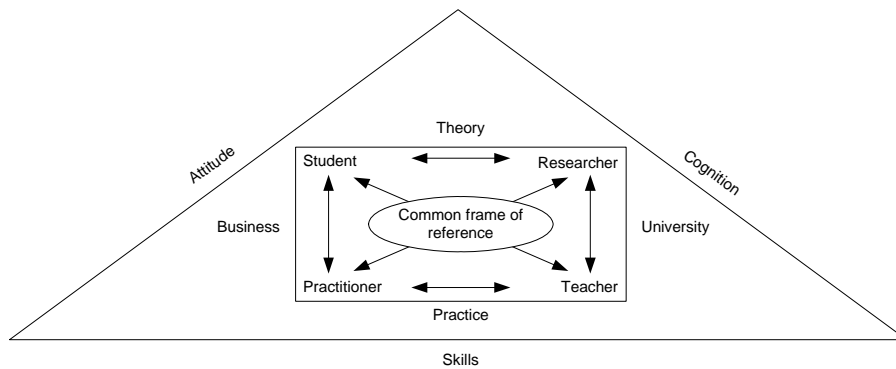 Theory
Attitude
Cognition
Student
Researcher
Business
Common frame of
reference
University
Practitioner
Teacher
Practice
Skills